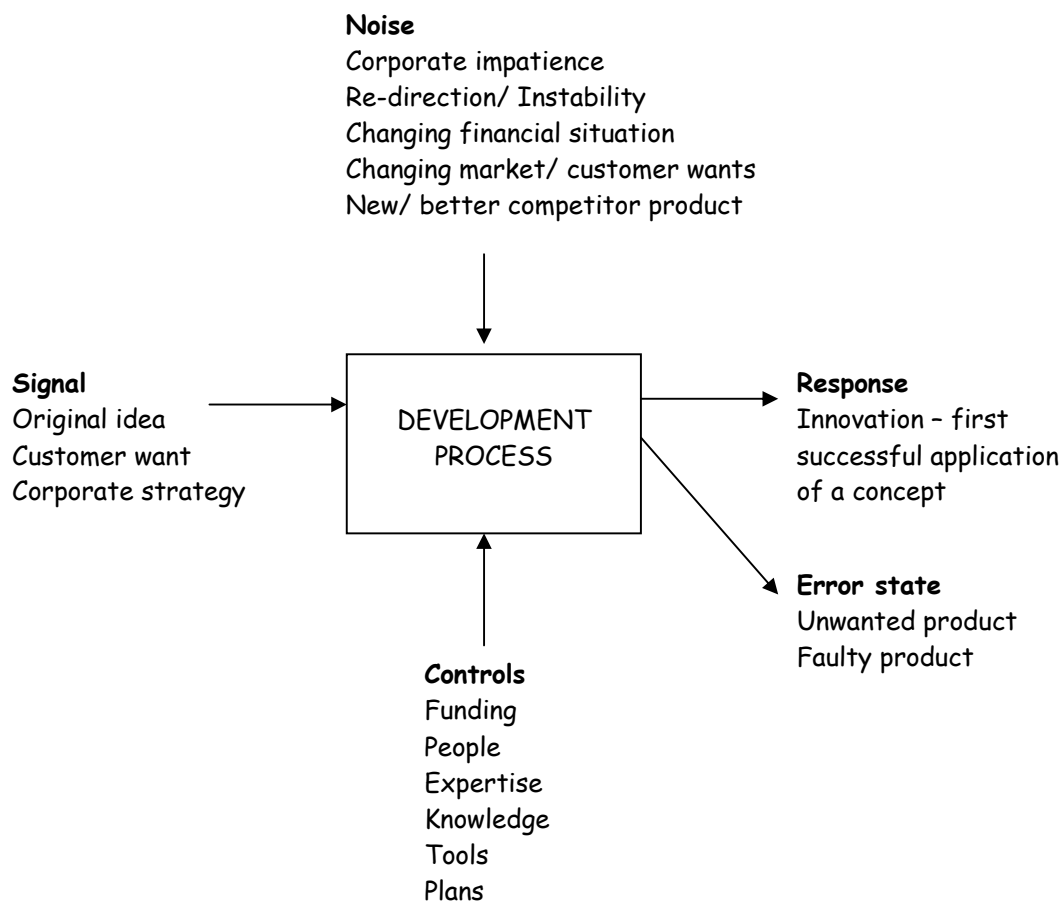 Noise
Corporate impatience
Re-direction/ Instability
Changing financial situation
Changing market/ customer wants
New/ better competitor product
Signal
Original idea
Customer want
Corporate strategy
DEVELOPMENT
PROCESS
Response
Innovation – first
successful application
of a concept
Error state
Unwanted product
Faulty product
Controls
Funding
People
Expertise
Knowledge
Tools
Plans